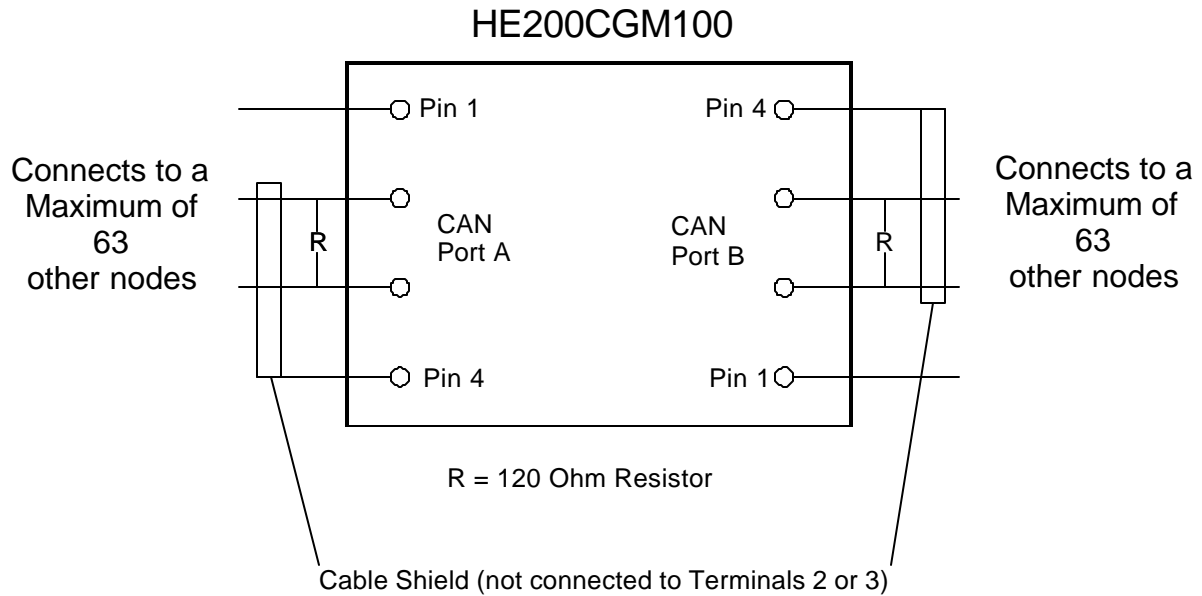 HE200CGM100
Pin 1
Pin 4
Connects to a
Maximum of
63
other nodes
R
CAN
Port A
CAN
Port B
R
Connects to a
Maximum of
63
other nodes
Pin 4
Pin 1
R = 120 Ohm Resistor
Cable Shield (not connected to Terminals 2 or 3)